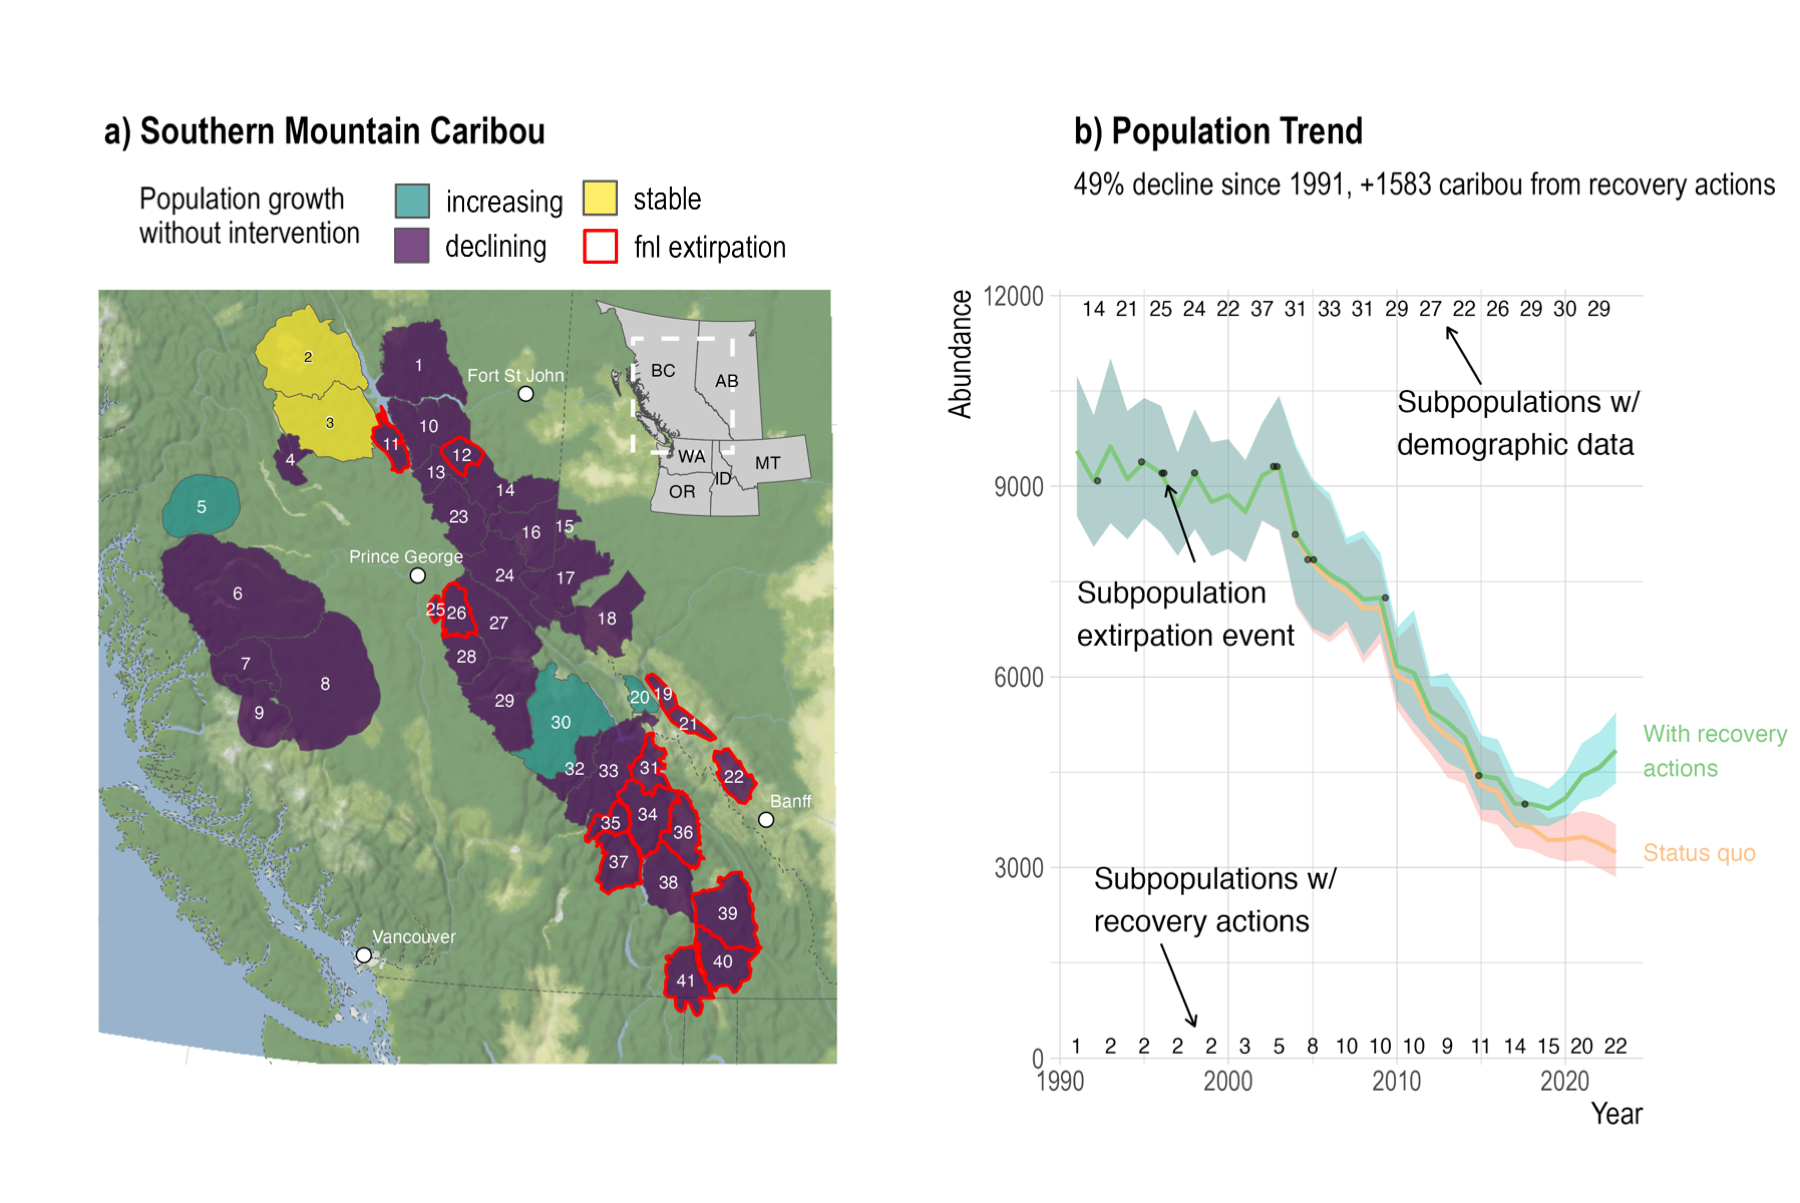 a) Southern Mountain Caribou
Population growth
without intervention
increasing
stable
declining
fnl extirpation
1
2
3
4
5
6
7
8
9
10
11
12
13
14
15
16
17
18
19
20
21
22
23
24
25
26
27
28
29
30
31
32
33
34
35
36
37
38
39
40
41
Fort St John
Prince George
Banff
Vancouver
BC
AB
WA
MT
ID
OR
b) Population Trend
49% decline since 1991, +1583 caribou from recovery actions
Abundance
12000
9000
6000
3000
0
14 21 25 24 22 37 31 33 31 29 27 22 26 29 30 29
Subpopulations w/
demographic data
Subpopulation
extirpation event
With recovery
actions
Status quo
Subpopulations w/
recovery actions
1 2 2 2 2 3 5 8 10 10 10 9 11 14 15 20 22
1990 2000 2010 2020
Year